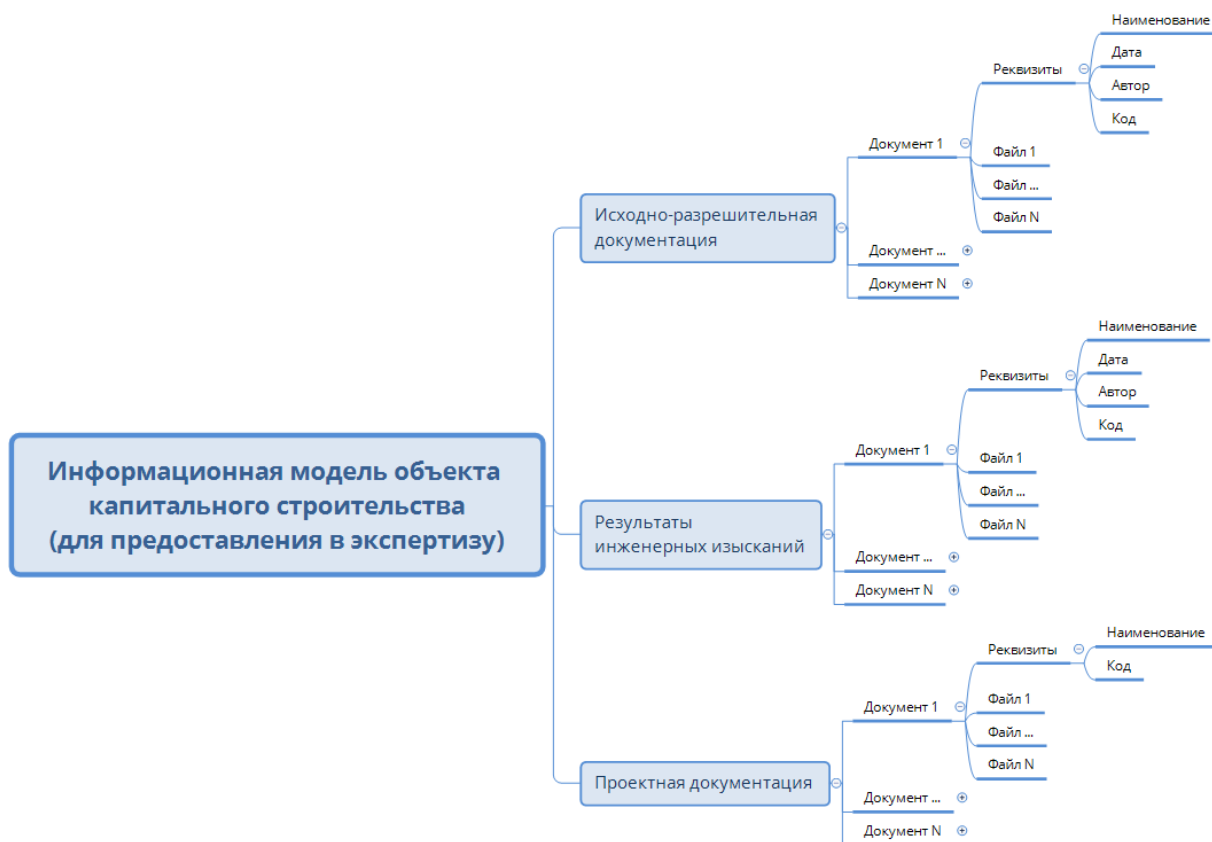 Информационная модель объекта
капитального строительства
(для предоставления в экспертизу)
Исходно-разрешительная
документация
Документ 1
Реквизиты
Наименование
Дата
Автор
Код
Файл 1
Файл ...
Файл N
Документ ...
Документ N
Результаты
инженерных изысканий
Документ 1
Реквизиты
Наименование
Дата
Автор
Код
Файл 1
Файл ...
Файл N
Документ ...
Документ N
Проектная документация
Документ 1
Реквизиты
Наименование
Код
Файл 1
Файл ...
Файл N
Документ ...
Документ N